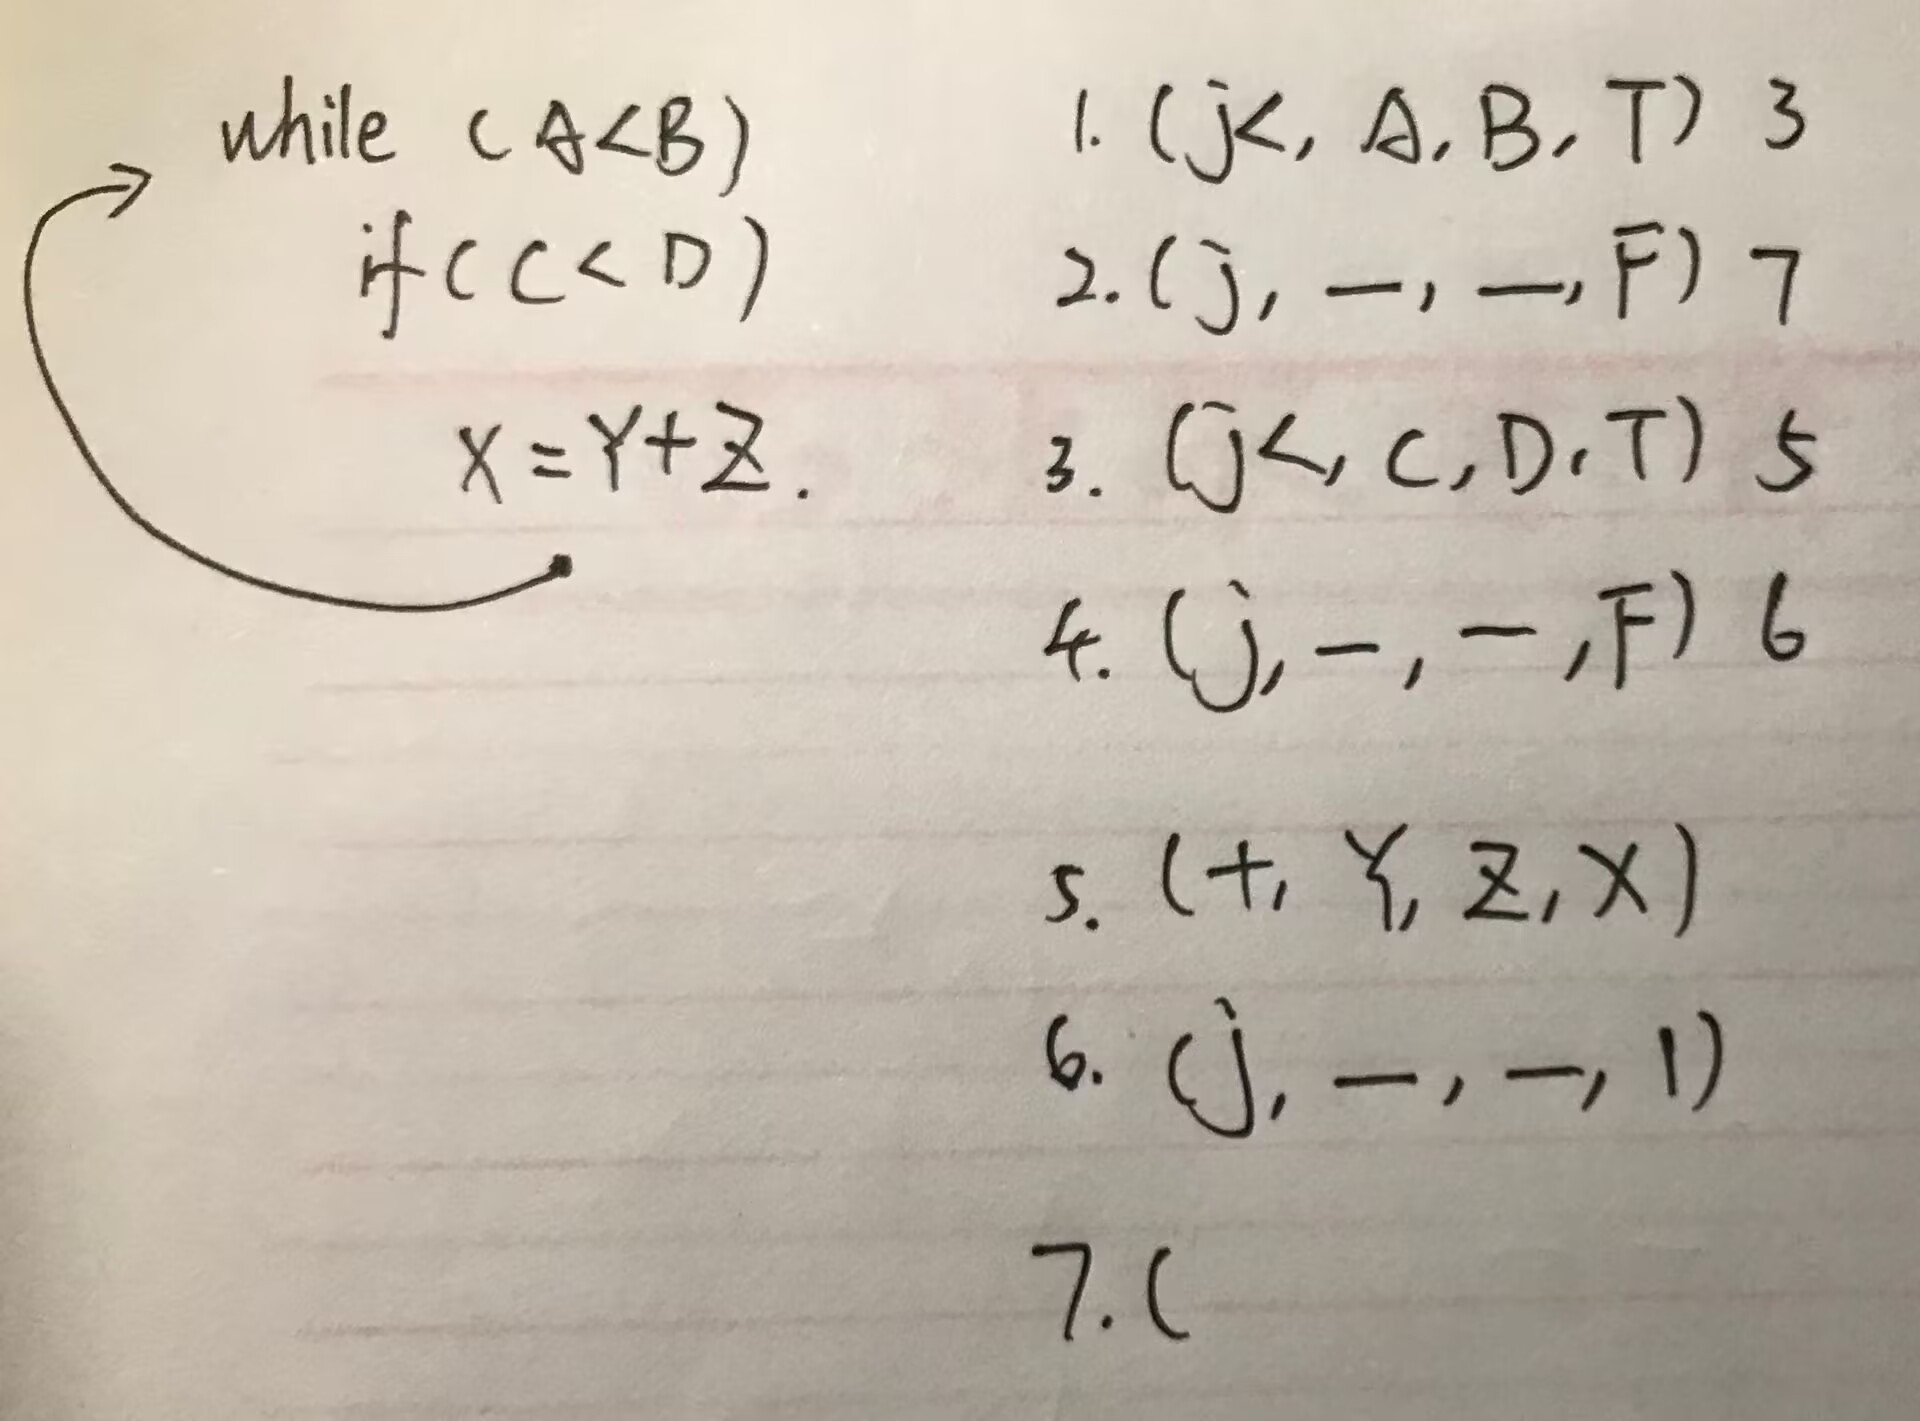 while (A<B)
if (C<D)
X=Y+Z.
1. (j<, A, B, T) 3
2. (j, —, —, F) 7
3. (j<, C, D, T) 5
4. (j, —, —, F) 6
5. (+, Y, Z, X)
6. (j, —, —, 1)
7. (